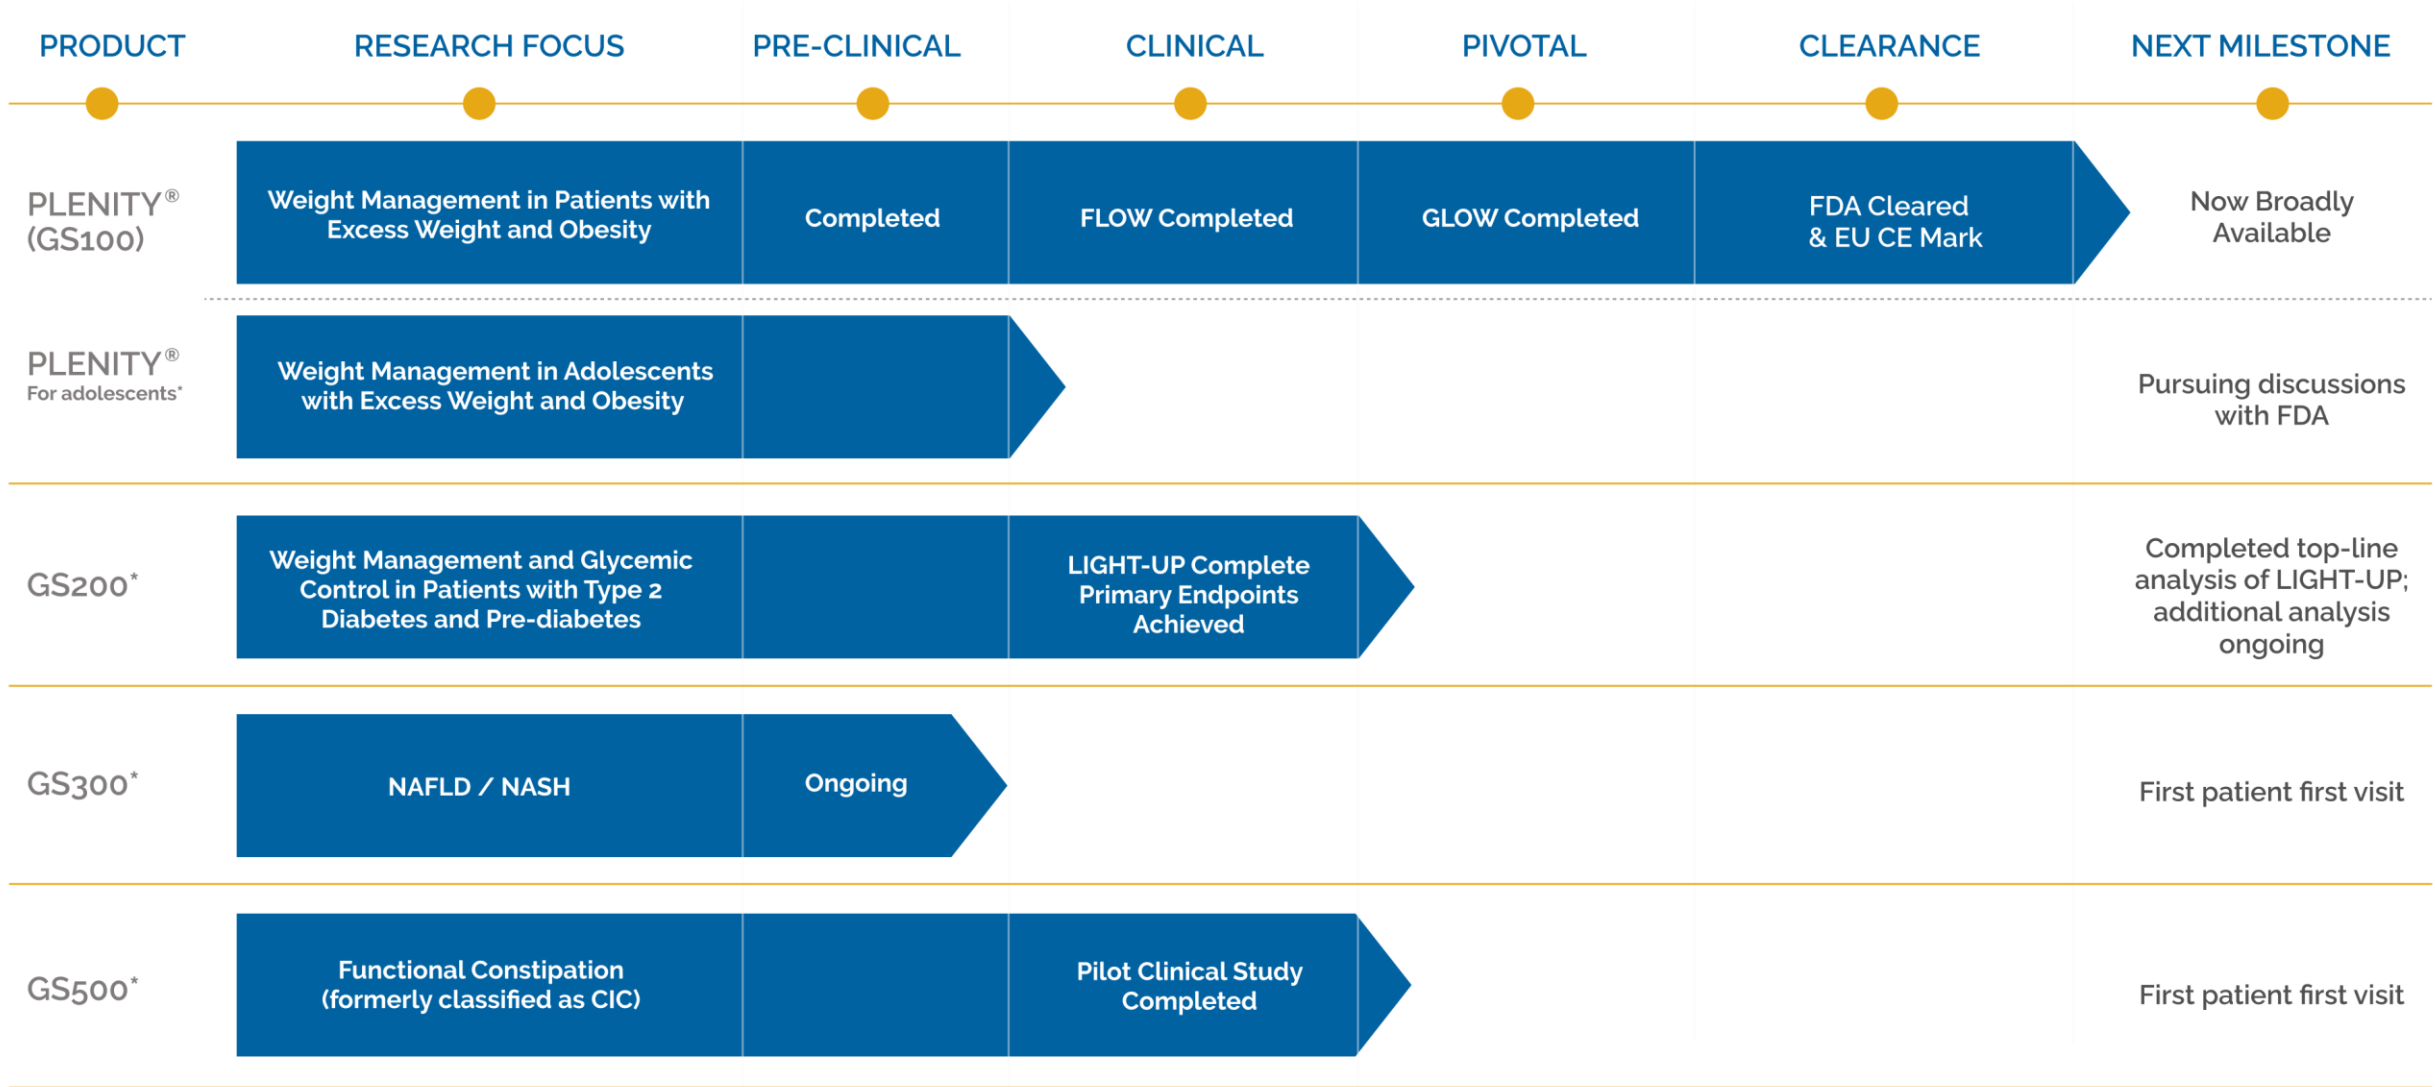 PRODUCT RESEARCH FOCUS PRE-CLINICAL CLINICAL PIVOTAL CLEARANCE NEXT MILESTONE
PLENITY®
(GS100)
Weight Management in Patients with
Excess Weight and Obesity
Completed
FLOW Completed
GLOW Completed
FDA Cleared
& EU CE Mark
Now Broadly
Available
PLENITY®
For adolescents*
Weight Management in Adolescents
with Excess Weight and Obesity
Pursuing discussions
with FDA
GS200*
Weight Management and Glycemic
Control in Patients with Type 2
Diabetes and Pre-diabetes
LIGHT-UP Complete
Primary Endpoints
Achieved
Completed top-line
analysis of LIGHT-UP;
additional analysis
ongoing
GS300*
NAFLD / NASH
Ongoing
First patient first visit
GS500*
Functional Constipation
(formerly classified as CIC)
Pilot Clinical Study
Completed
First patient first visit